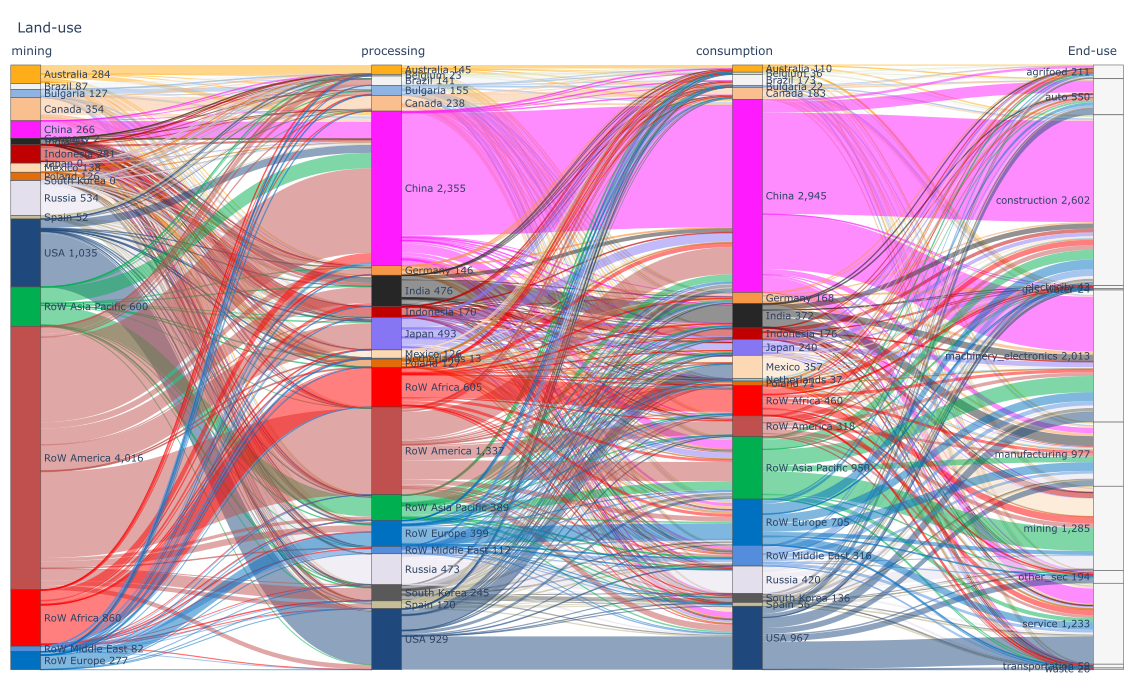 Land-use
mining
processing
consumption
End-use
Australia 284
Brazil 87
Bulgaria 127
Canada 354
China 266
Indonesia 281
Japan 0
Mexico 138
Poland 126
South Korea 0
Russia 534
Spain 52
USA 1,035
RoW Asia Pacific 600
RoW America 4,016
RoW Africa 860
RoW Middle East 82
RoW Europe 277
Australia 145
Belgium 23
Brazil 141
Bulgaria 155
Canada 238
China 2,355
Germany 146
India 476
Indonesia 170
Japan 493
Mexico 126
Netherlands 13
Poland 127
RoW Africa 605
RoW America 1,337
RoW Asia Pacific 389
RoW Europe 399
RoW Middle East 112
Russia 473
South Korea 245
Spain 120
USA 929
Australia 110
Belgium 36
Brazil 173
Bulgaria 22
Canada 183
China 2,945
Germany 168
India 372
Indonesia 176
Japan 240
Mexico 357
Netherlands 37
Poland
RoW Africa 460
RoW America 318
RoW Asia Pacific 950
RoW Europe 705
RoW Middle East 316
Russia 420
South Korea 136
Spain 56
USA 967
agrifood 211
auto 550
construction 2,602
electricity 42
gas_water 24
machinery_electronics 2,013
manufacturing 977
mining 1,285
other_sec 194
service 1,233
transportation 52
waste 20